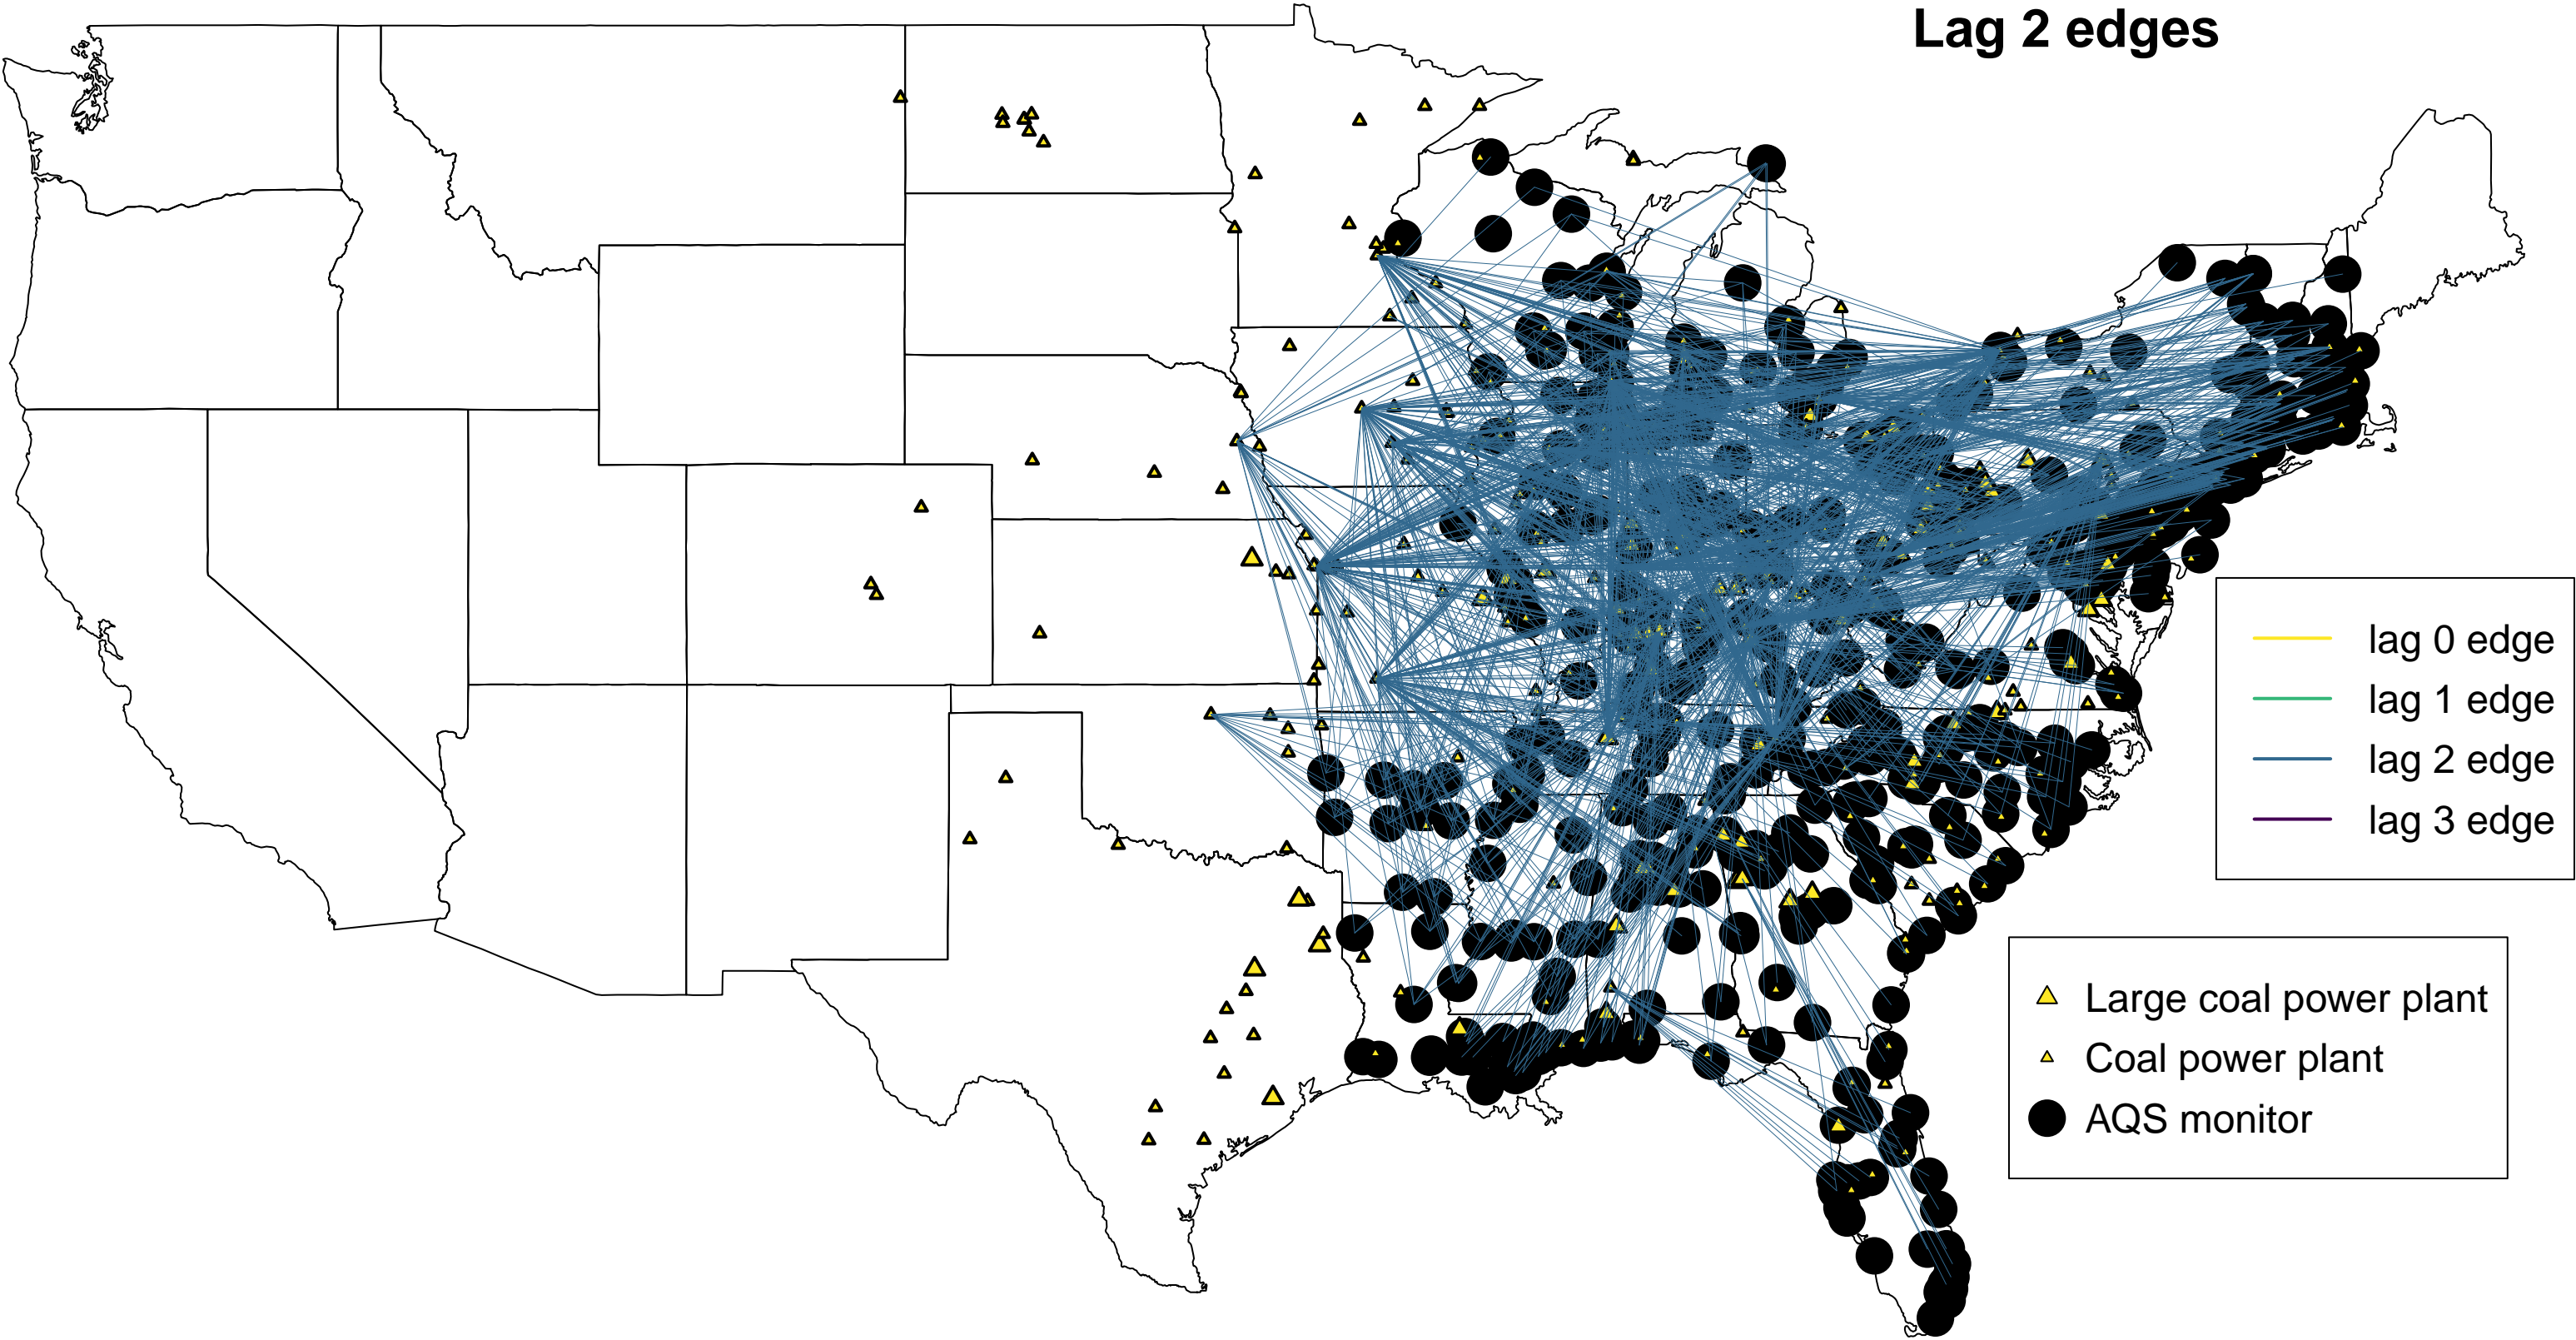 Lag 2 edges
lag 0 edge
lag 1 edge
lag 2 edge
lag 3 edge
Large coal power plant
Coal power plant
AQS monitor